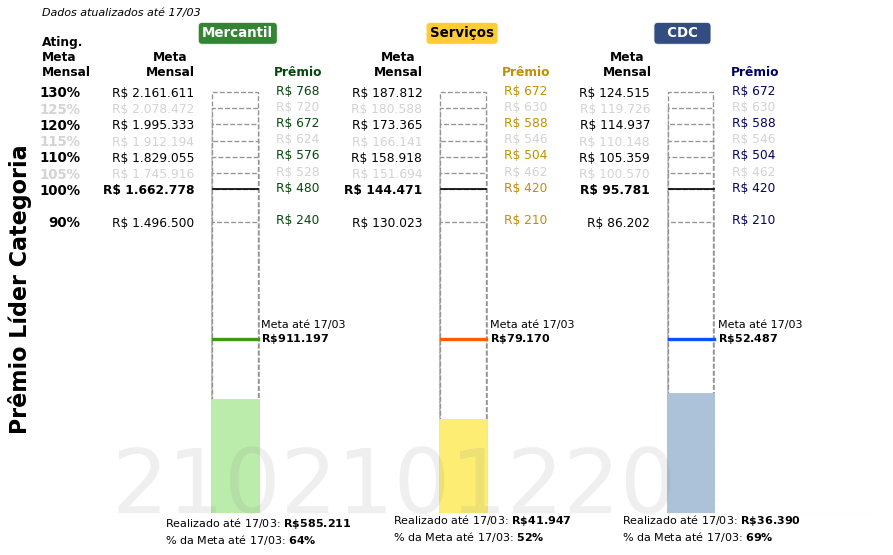 Dados atualizados até 17/03
Mercantil Serviços CDC
Ating. Meta Mensal Meta Mensal Prêmio Meta Mensal Prêmio Meta Mensal Prêmio
130% R$ 2.161.611 R$ 768 R$ 187.812 R$ 672 R$ 124.515 R$ 672
125% R$ 2.078.472 R$ 720 R$ 180.588 R$ 630 R$ 119.726 R$ 630
120% R$ 1.995.333 R$ 672 R$ 173.365 R$ 588 R$ 114.937 R$ 588
115% R$ 1.912.194 R$ 624 R$ 166.141 R$ 546 R$ 110.148 R$ 546
110% R$ 1.829.055 R$ 576 R$ 158.918 R$ 504 R$ 105.359 R$ 504
105% R$ 1.745.916 R$ 528 R$ 151.694 R$ 462 R$ 100.570 R$ 462
100% R$ 1.662.778 R$ 480 R$ 144.471 R$ 420 R$ 95.781 R$ 420
90% R$ 1.496.500 R$ 240 R$ 130.023 R$ 210 R$ 86.202 R$ 210
Prêmio Líder Categoria
Meta até 17/03 Meta até 17/03 Meta até 17/03
R$911.197 R$79.170 R$52.487
2102101220
Realizado até 17/03: R$585.211 Realizado até 17/03: R$41.947 Realizado até 17/03: R$36.390
% da Meta até 17/03: 64% % da Meta até 17/03: 52% % da Meta até 17/03: 69%